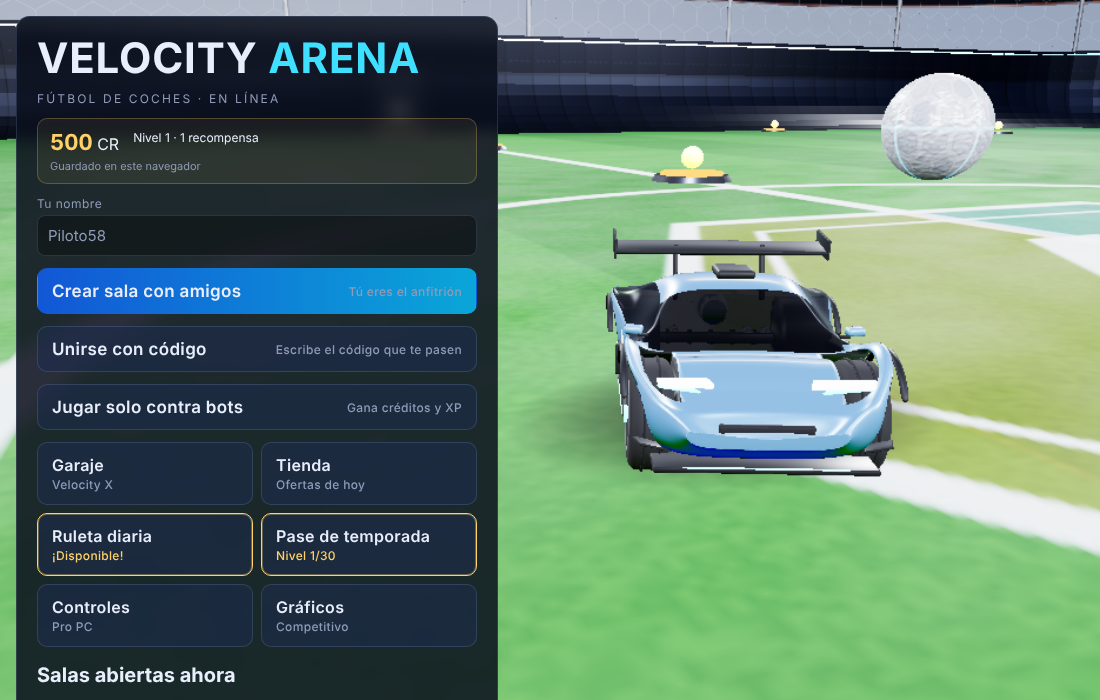 VELOCITY ARENA
FÚTBOL DE COCHES · EN LÍNEA
500 CR Nivel 1 · 1 recompensa
Guardado en este navegador
Tu nombre
Piloto58
Crear sala con amigos Tú eres el anfitrión
Unirse con código Escribe el código que te pasen
Jugar solo contra bots Gana créditos y XP
Garaje
Velocity X
Tienda
Ofertas de hoy
Ruleta diaria
¡Disponible!
Pase de temporada
Nivel 1/30
Controles
Pro PC
Gráficos
Competitivo
Salas abiertas ahora